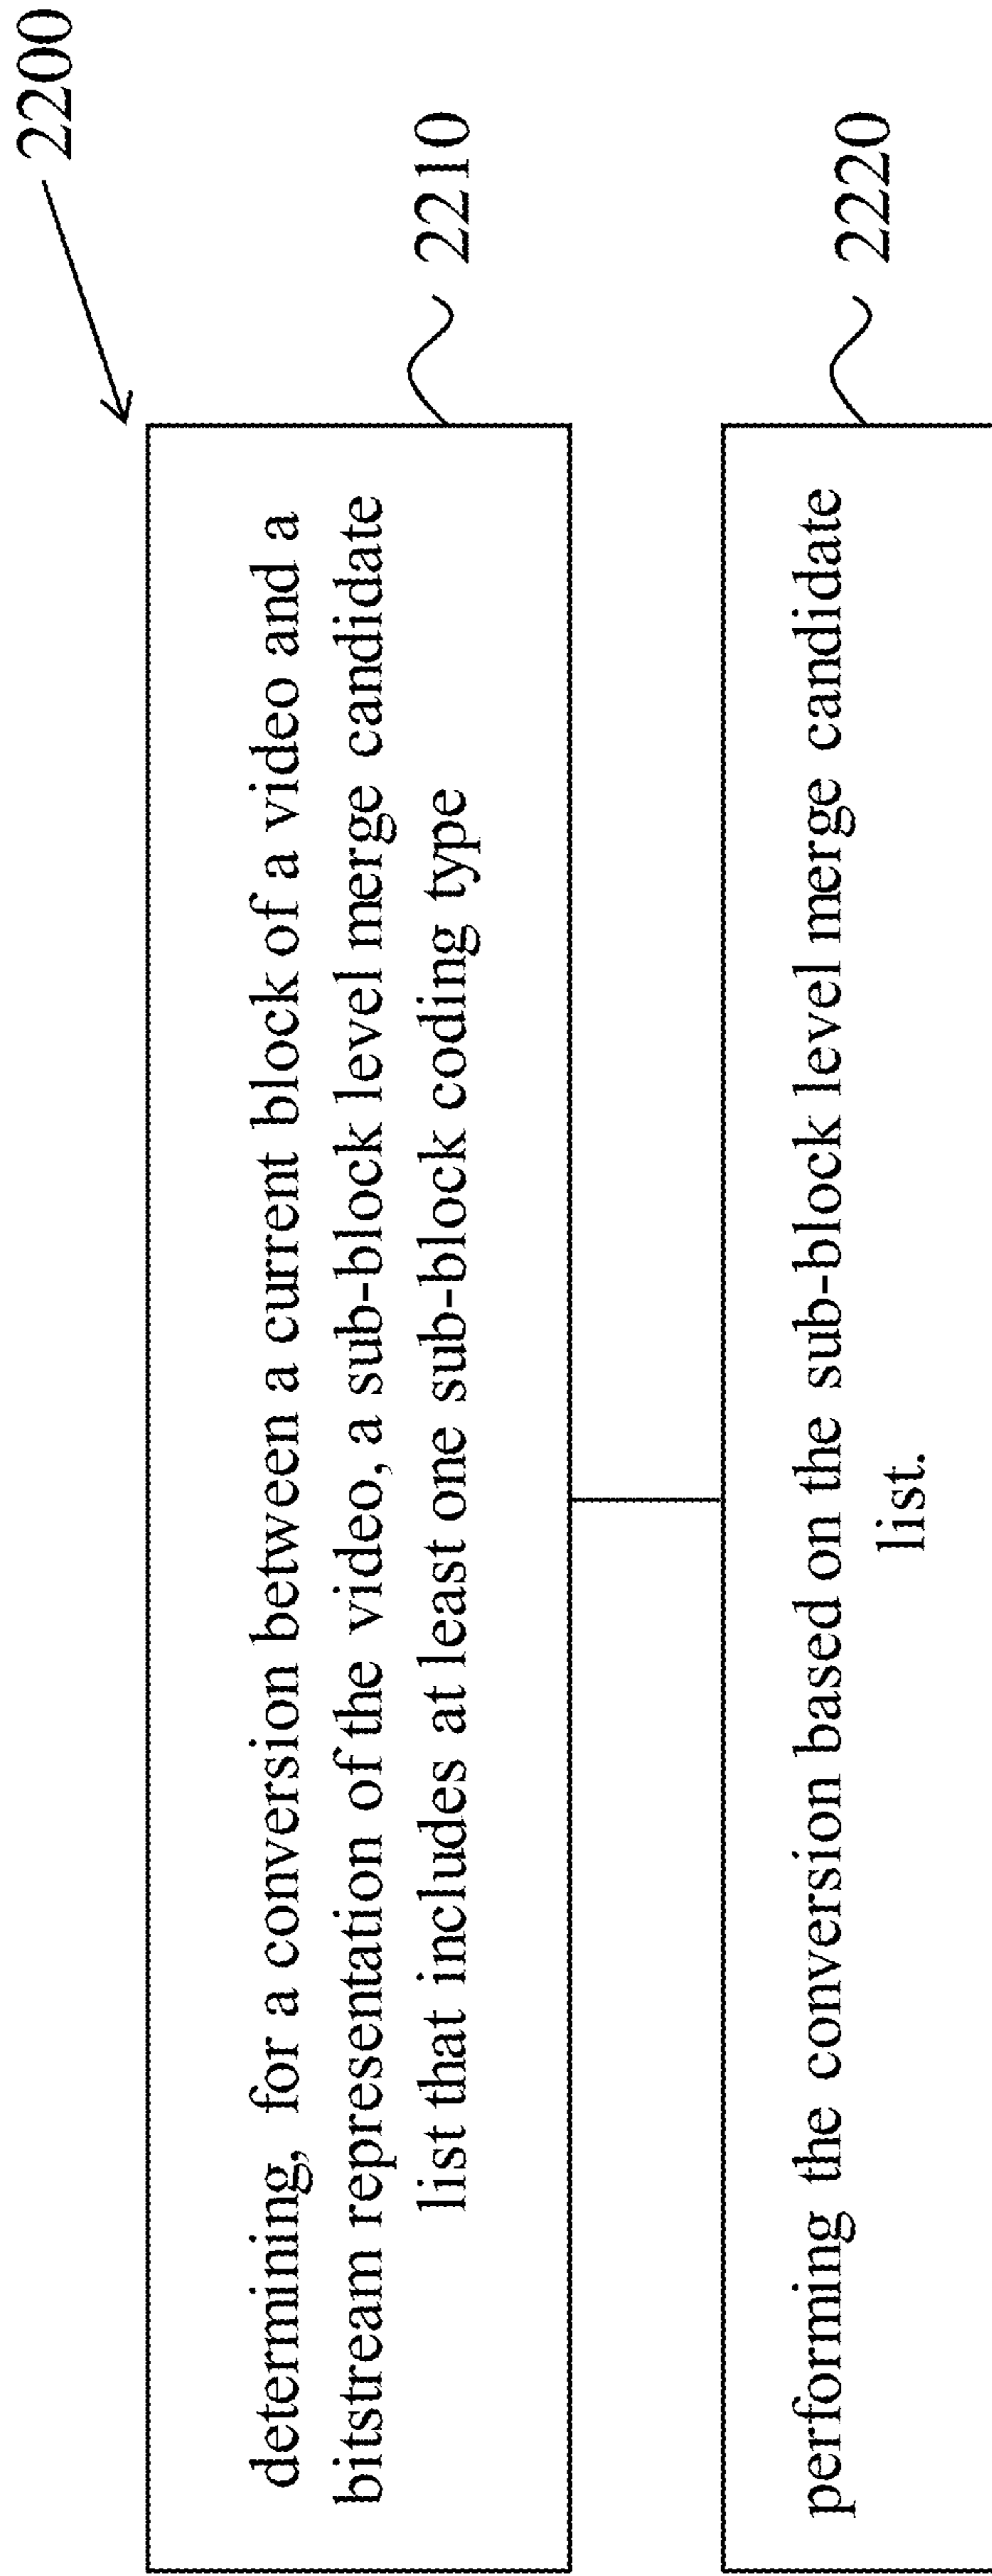 2200
determining, for a conversion between a current block of a video and a
bitstream representation of the video, a sub-block level merge candidate
list that includes at least one sub-block coding type
2210
performing the conversion based on the sub-block level merge candidate
list.
2220